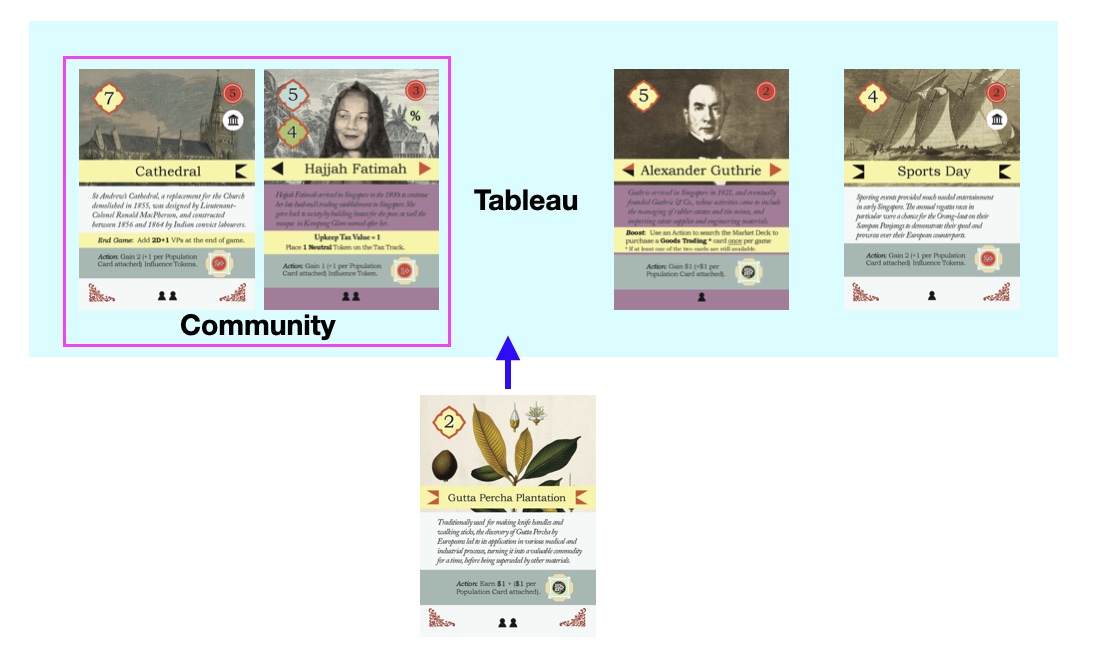 7
5
Cathedral
St Andrew's Cathedral, a replacement for the Church
demolished in 1855, was designed by Lieutenant-
Colonel Ronald MacPherson, and constructed
between 1856 and 1864 by Indian convict labourers.
End Game: Add 2D+1 VPs at the end of game.
Action: Gain 2 (+1 per Population
Card attached) Influence Tokens.
5
4
3
%
Hajjah Fatimah
Hajjah Fatimah arrived in Singapore in the 1830s to continue
her late husband's trading establishment in Singapore. She
gave back to society by building houses for the poor, as well the
mosque in Kampong Glam named after her.
Upkeep Tax Value = 1
Place 1 Neutral Token on the Tax Track.
Action: Gain 1 (+1 per Population
Card attached) Influence Token.
Community
Tableau
5
2
Alexander Guthrie
Guthrie arrived in Singapore in 1821, and eventually
founded Guthrie & Co., whose activities came to include
the managing of rubber estates and tin mines, and
importing estate supplies and general merchandise.
Boost: Use an Action to search the Market Deck to
purchase a Goods Trading * card once per game
* If at least one of the two cards are still available.
Action: Gain $1 (+$1 per
Population Card attached).
4
2
Sports Day
Sporting events provided much needed entertainment
in early Singapore. The annual regatta race in
particular were a chance for the Orang-laut on their
Sampan Panjangs to demonstrate their speed and
prowess over their European counterparts.
Action: Gain 2 (+1 per Population
Card attached) Influence Tokens.
2
Gutta Percha Plantation
Traditionally used for making knife handles and
walking sticks, the discovery of Gutta Percha by
Europeans led to its application in various medical and
industrial processes, turning it into a valuable commodity
for a time, before being superseded by other materials.
Action: Earn $1 + ($1 per
Population Card attached).